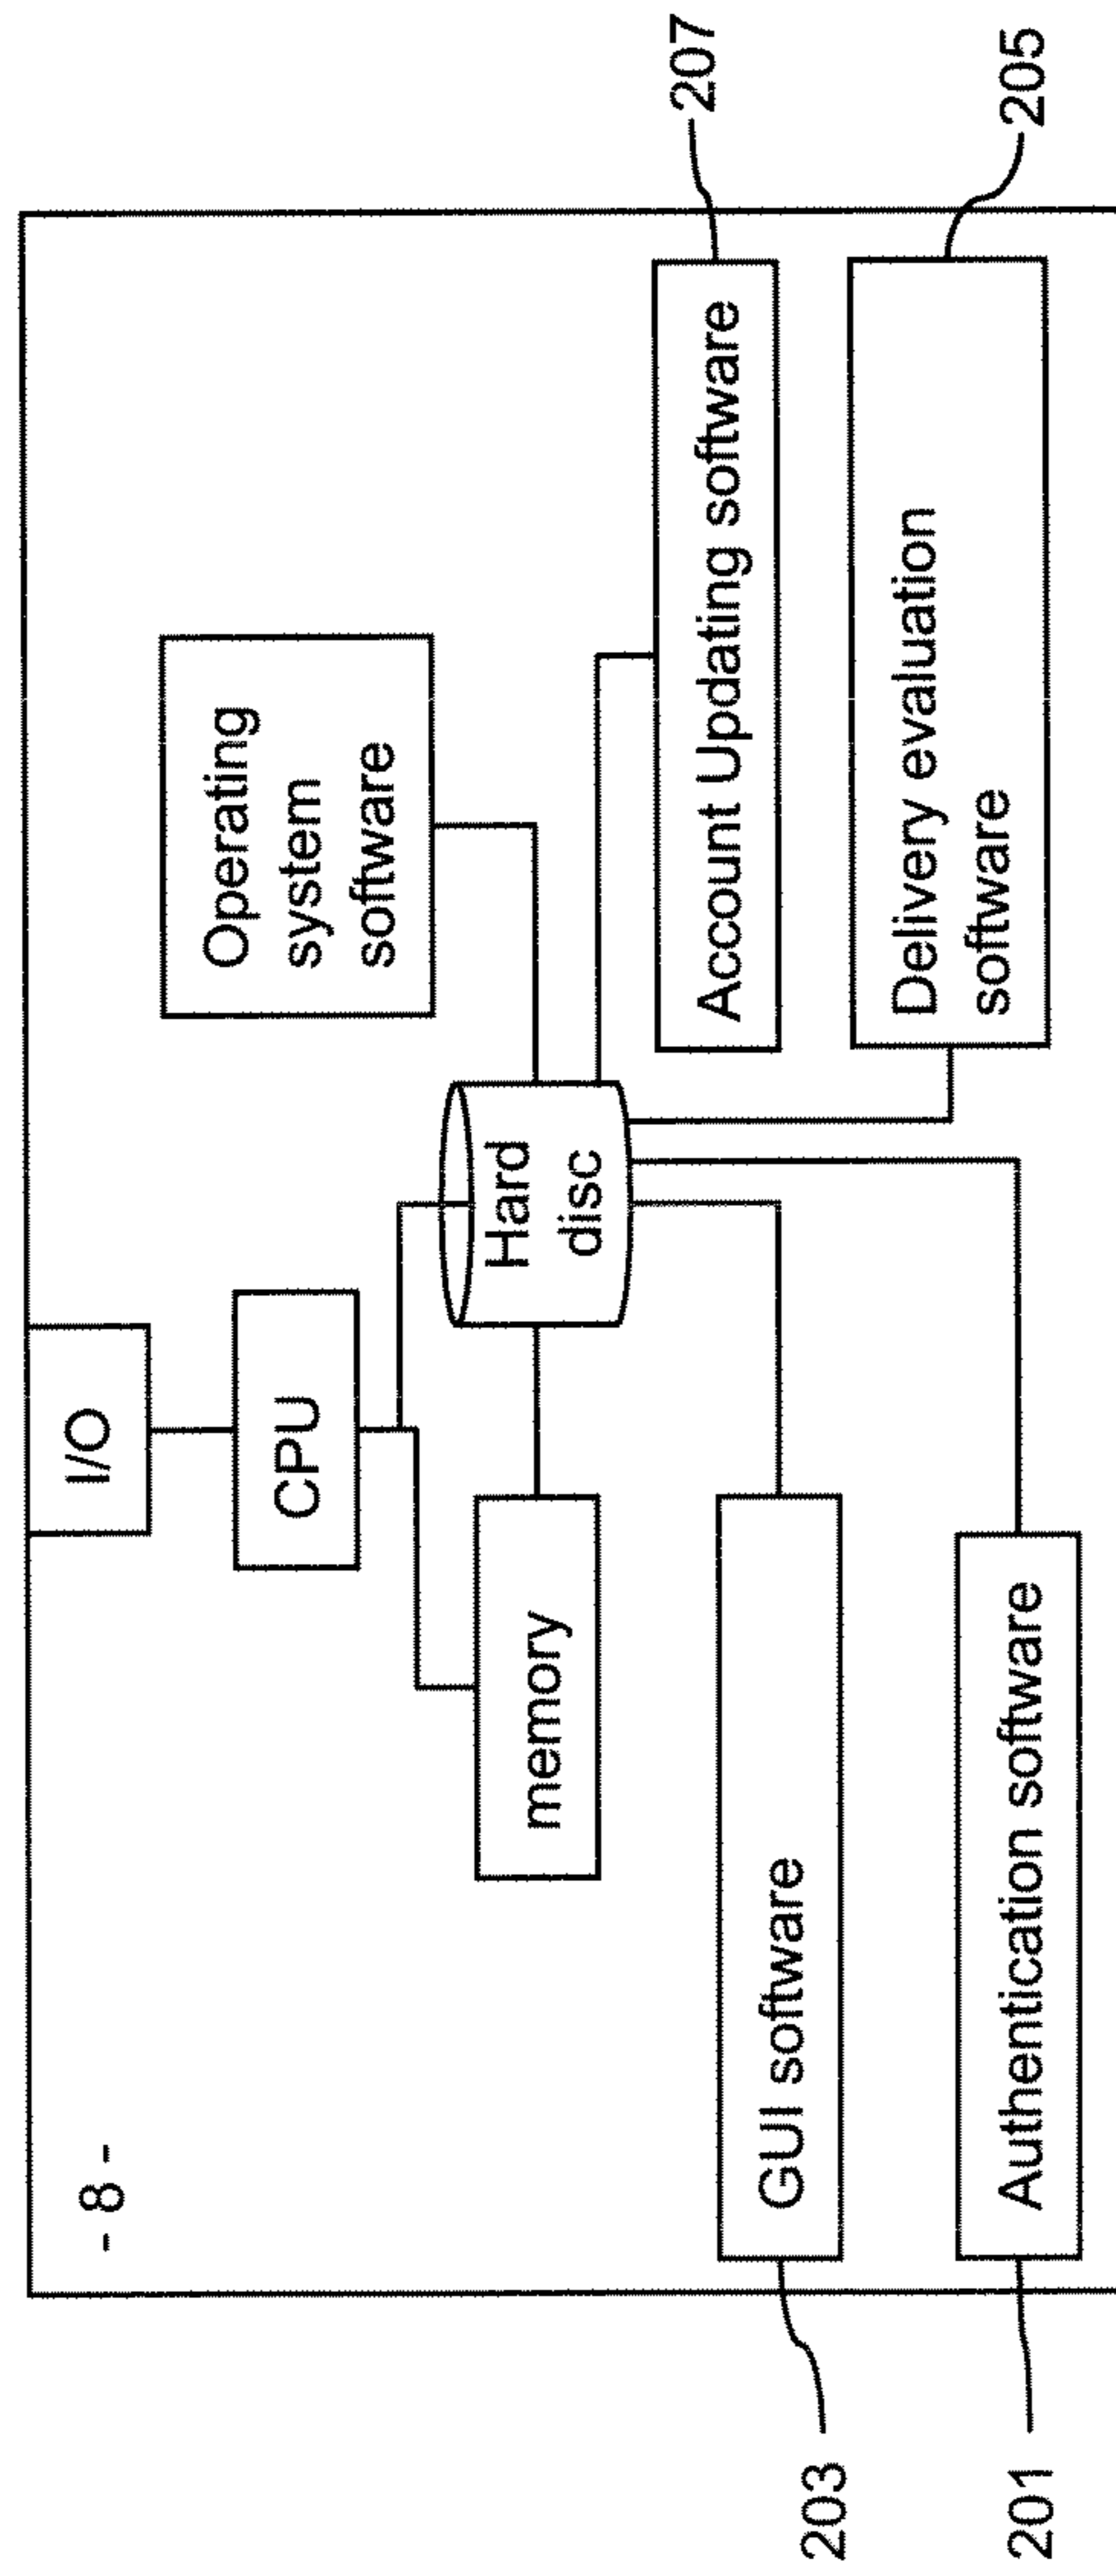 - 8 -
I/O
CPU
Operating
system
software
memory
Hard
disc
GUI software
203
Account Updating software
207
Authentication software
201
Delivery evaluation
software
205